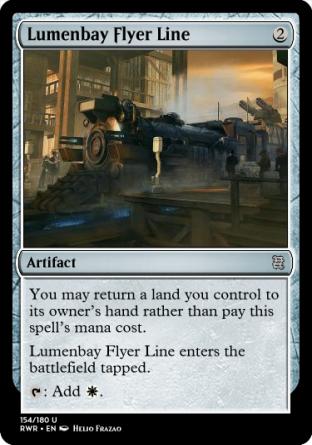 Lumenbay Flyer Line 2
Artifact
You may return a land you control to
its owner's hand rather than pay this
spell's mana cost.
Lumenbay Flyer Line enters the
battlefield tapped.
: Add .
154/180 U
RWR • EN Helio Frazao